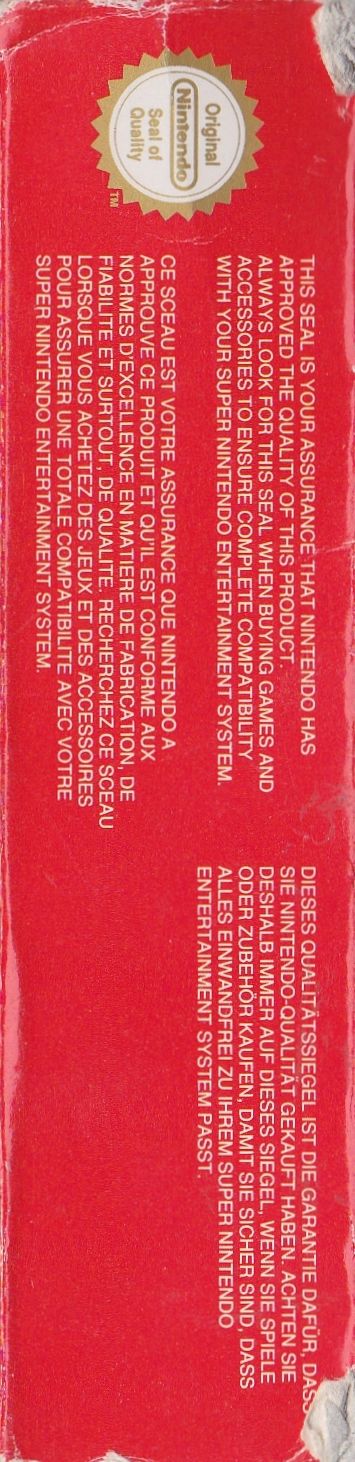 Original
Nintendo
Seal of
Quality
TM
THIS SEAL IS YOUR ASSURANCE THAT NINTENDO HAS
APPROVED THE QUALITY OF THIS PRODUCT.
ALWAYS LOOK FOR THIS SEAL WHEN BUYING GAMES AND
ACCESSORIES TO ENSURE COMPLETE COMPATIBILITY
WITH YOUR SUPER NINTENDO ENTERTAINMENT SYSTEM.
CE SCEAU EST VOTRE ASSURANCE QUE NINTENDO A
APPROUVE CE PRODUIT ET QU'IL EST CONFORME AUX
NORMES D'EXCELLENCE EN MATIERE DE FABRICATION, DE
FIABILITE ET SURTOUT, DE QUALITE. RECHERCHEZ CE SCEAU
LORSQUE VOUS ACHETEZ DES JEUX ET DES ACCESSOIRES
POUR ASSURER UNE TOTALE COMPATIBILITE AVEC VOTRE
SUPER NINTENDO ENTERTAINMENT SYSTEM.
DIESES QUALITÄTSSIEGEL IST DIE GARANTIE DAFÜR, DASS
SIE NINTENDO-QUALITÄT GEKAUFT HABEN. ACHTEN SIE
DESHALB IMMER AUF DIESES SIEGEL, WENN SIE SPIELE
ODER ZUBEHÖR KAUFEN, DAMIT SIE SICHER SIND, DASS
ALLES EINWANDFREI ZU IHREM SUPER NINTENDO
ENTERTAINMENT SYSTEM PASST.